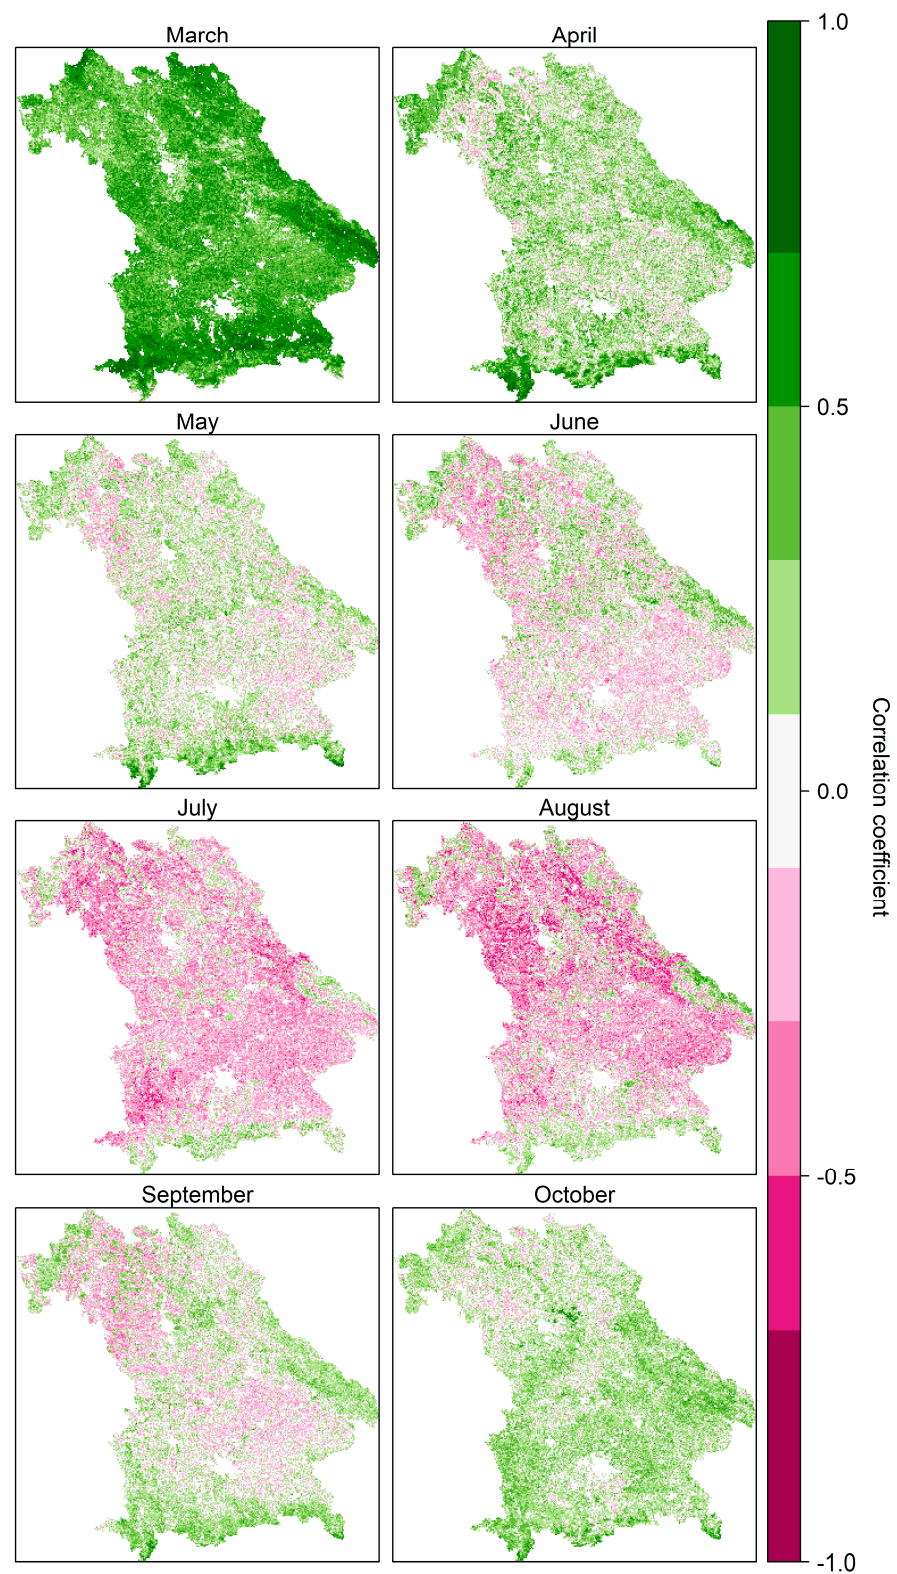 March
April
May
June
July
August
September
October
1.0
0.5
0.0
-0.5
-1.0
Correlation coefficient